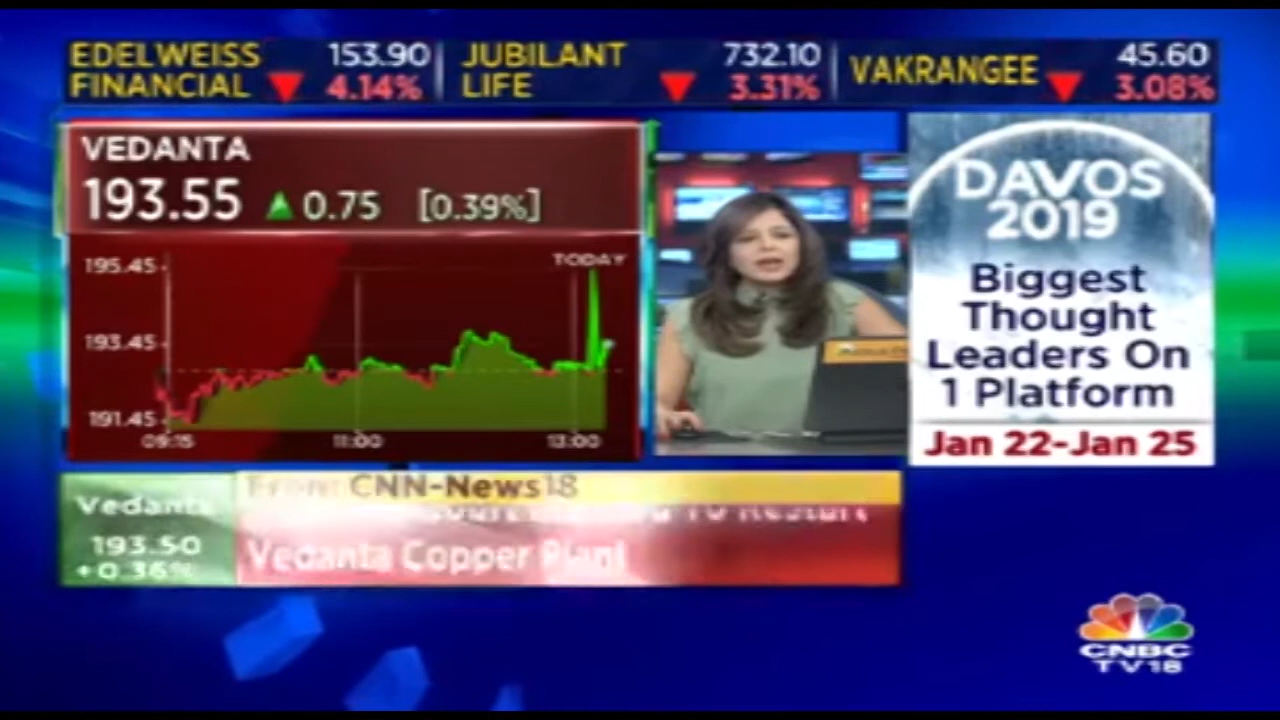 EDELWEISS
FINANCIAL
153.90
4.14%
JUBILANT
LIFE
732.10
3.31%
VAKRANGEE
45.60
3.08%
VEDANTA
193.55 0.75 [0.39%]
TODAY
195.45
193.45
191.45
09:15 11:00 13:00
DAVOS
2019
Biggest
Thought
Leaders On
1 Platform
Jan 22-Jan 25
Vedanta
193.50
+0.36%
From CNN-News18
To Restart
Vedanta Copper Plant
CNBC
TV18